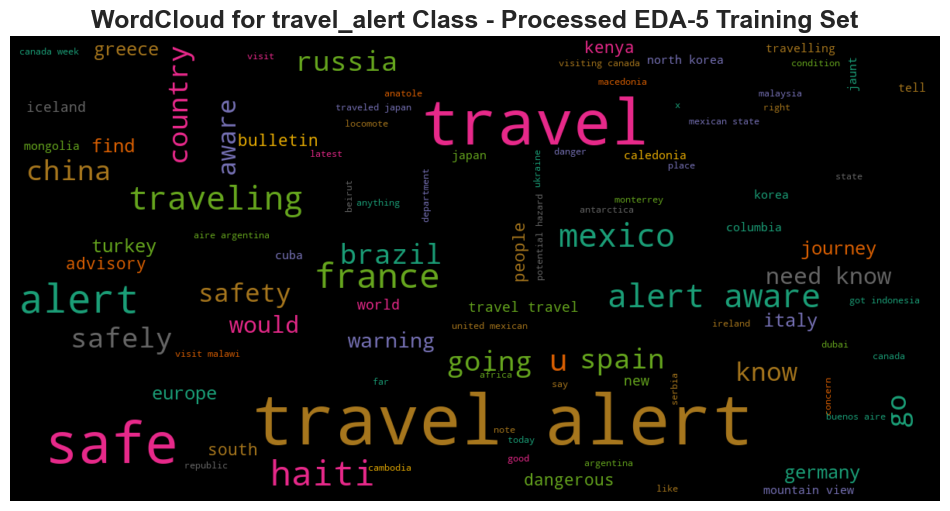 WordCloud for travel_alert Class - Processed EDA-5 Training Set
canada week
greece
visit
russia
kenya
visiting canada
north korea
travelling
condition
jaunt
tell
iceland
country
aware
anatole
traveled japan
locomote
travel
macedonia
x
malaysia
right
mexican state
mongolia
find
bulletin
latest
japan
danger
caledonia
place
china
traveling
beirut
anything
department
ukraine
potential hazard
antarctica
monterrey
korea
state
columbia
turkey
advisory
aire argentina
cuba
brazil
france
people
mexico
journey
need know
alert
safety
world
travel travel
alert aware
got indonesia
safely
would
warning
united mexican
ireland
italy
visit malawi
going
africa
u
spain
say
new
serbia
know
dubai
canada
concern
europe
far
travel alert
note
today
good
buenos aire
go
safe
south
republic
haiti
cambodia
dangerous
argentina
like
germany
mountain view